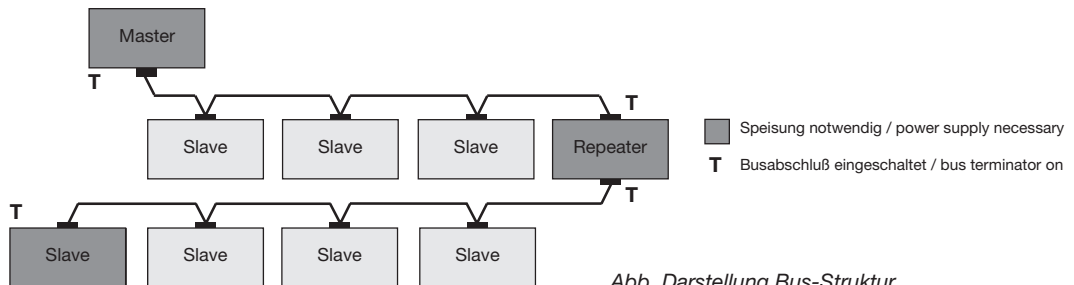 Master
T
T
Slave
Slave
Slave
Repeater
Speisung notwendig / power supply necessary
T Busabschluß eingeschaltet / bus terminator on
T
T
Slave
Slave
Slave
Slave
Abb. Darstellung Bus-Struktur